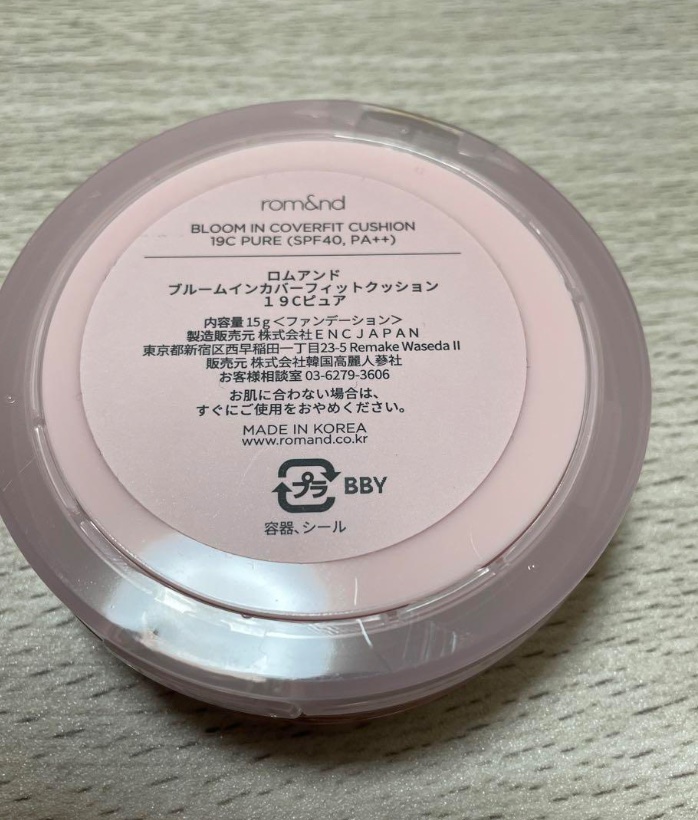 rom&nd
BLOOM IN COVERFIT CUSHION
19C PURE (SPF40, PA++)
ロムアンド
ブルームインカバーフィットクッション
１９Cピュア
内容量 15g＜ファンデーション＞
製造販売元 株式会社ＥＮＣ ＪＡＰＡＮ
東京都新宿区西早稲田一丁目23-5 Remake Waseda II
販売元 株式会社韓国高麗人蔘社
お客様相談室 03-6279-3606
お肌に合わない場合は、
すぐにご使用をおやめください。
MADE IN KOREA
www.romand.co.kr
プラ BBY
容器、シール